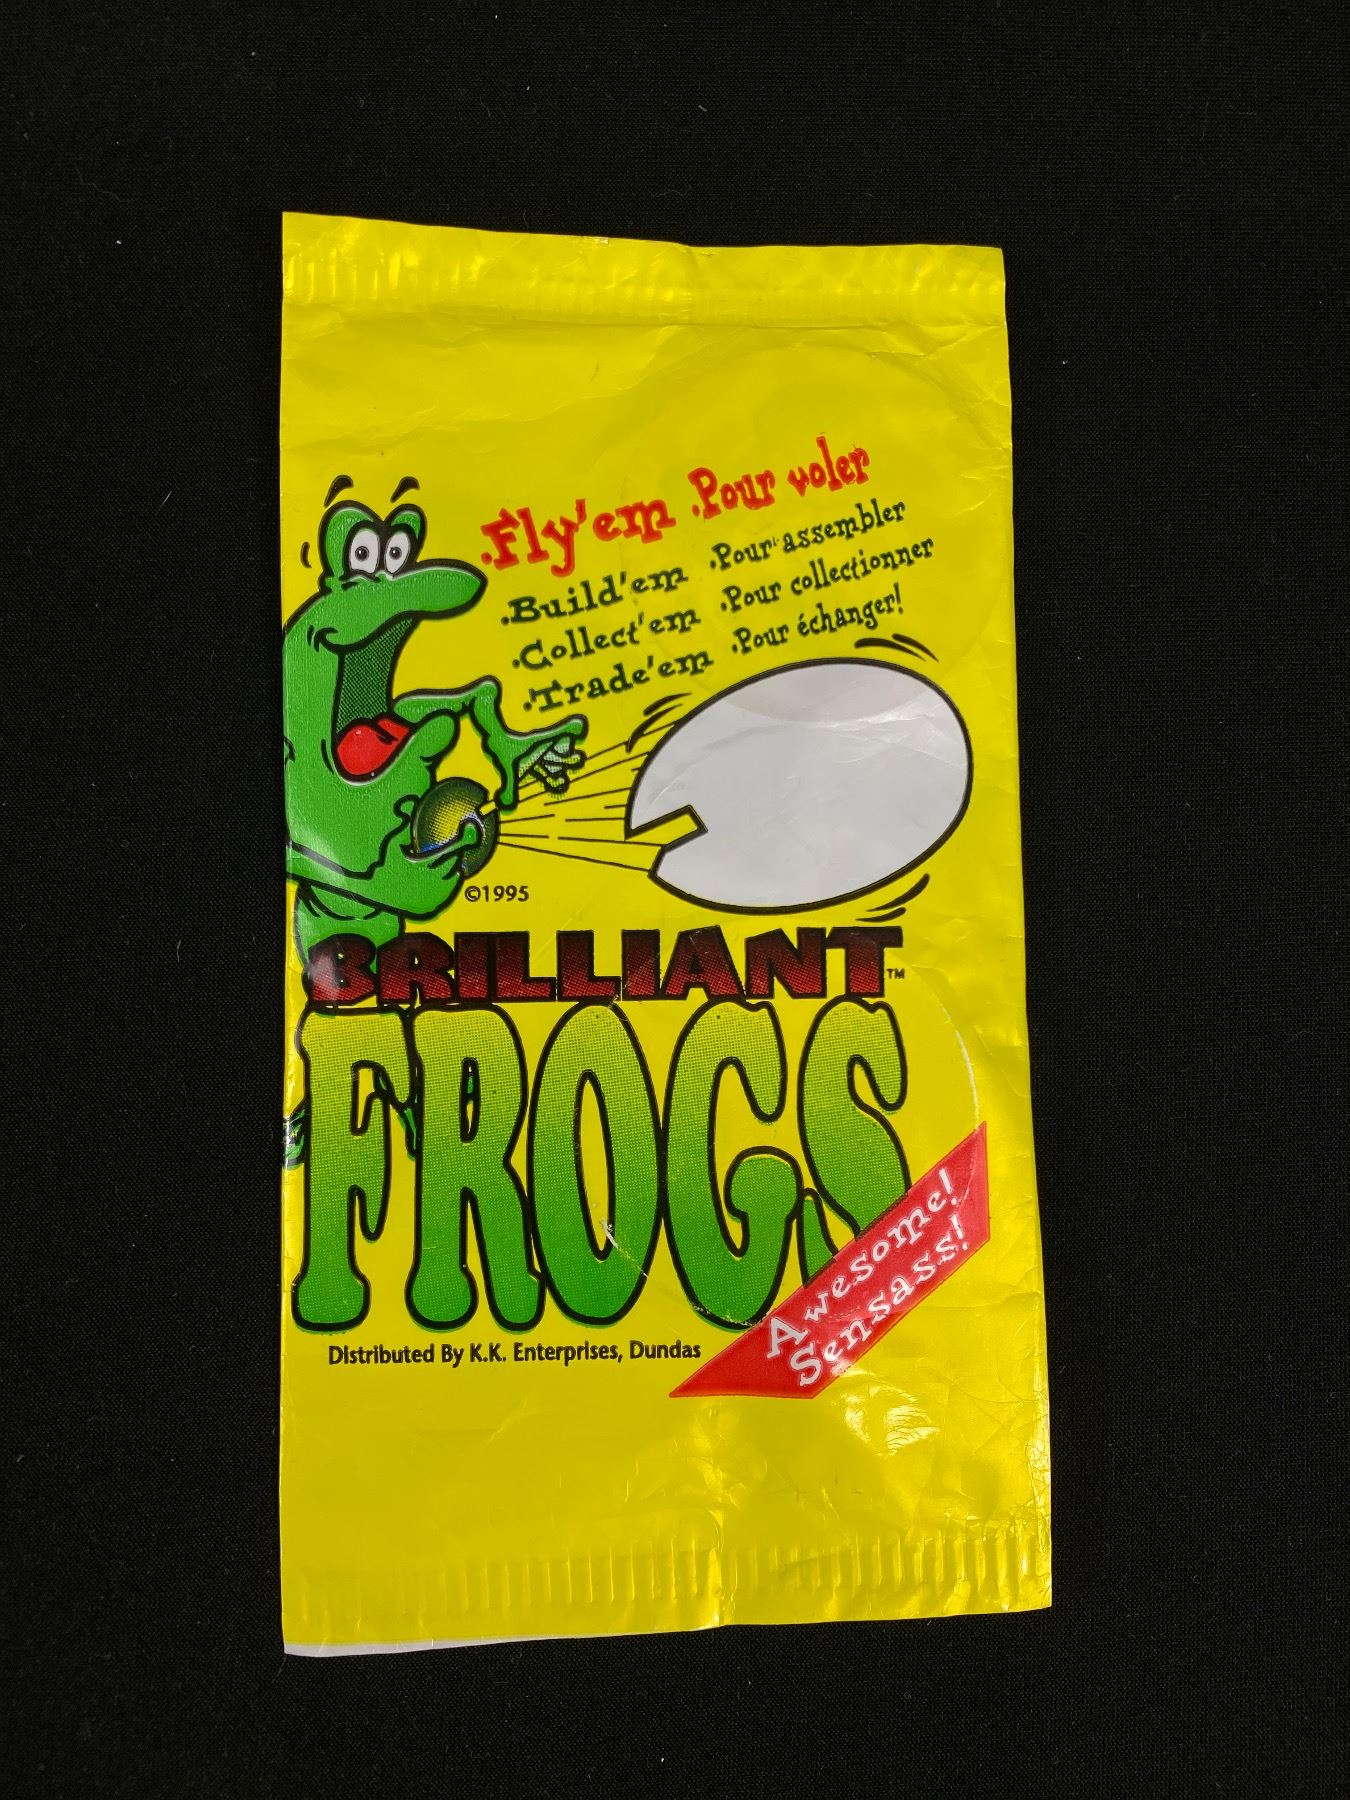 .Fly'em .Pour voler
.Build'em .Pour assembler
.Collect'em .Pour collectionner
.Trade'em .Pour échanger!
©1995
BRILLIANT™
FROGS
Awesome!
Sensass!
Distributed By K.K. Enterprises, Dundas